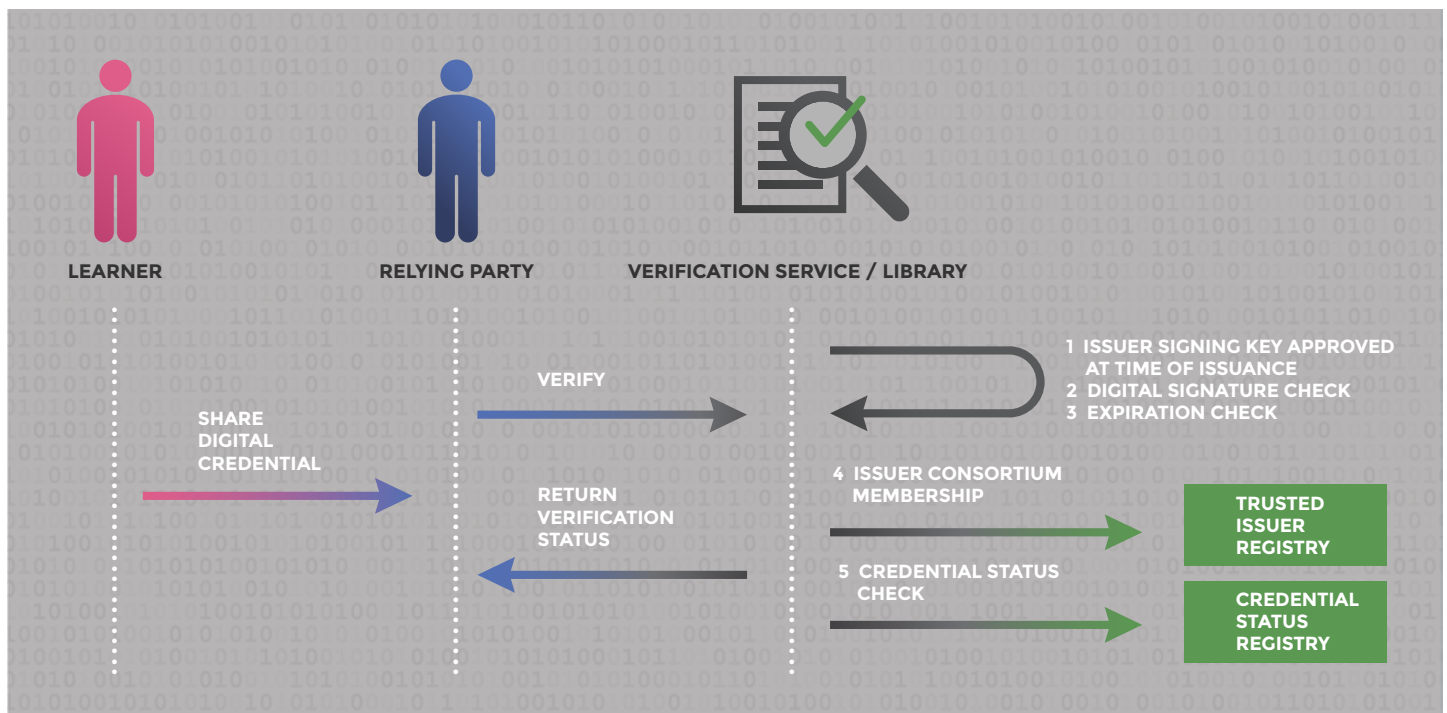 LEARNER
RELYING PARTY
VERIFICATION SERVICE / LIBRARY
SHARE
DIGITAL
CREDENTIAL
VERIFY
RETURN
VERIFICATION
STATUS
1 ISSUER SIGNING KEY APPROVED
AT TIME OF ISSUANCE
2 DIGITAL SIGNATURE CHECK
3 EXPIRATION CHECK
4 ISSUER CONSORTIUM
MEMBERSHIP
TRUSTED
ISSUER
REGISTRY
5 CREDENTIAL STATUS
CHECK
CREDENTIAL
STATUS
REGISTRY